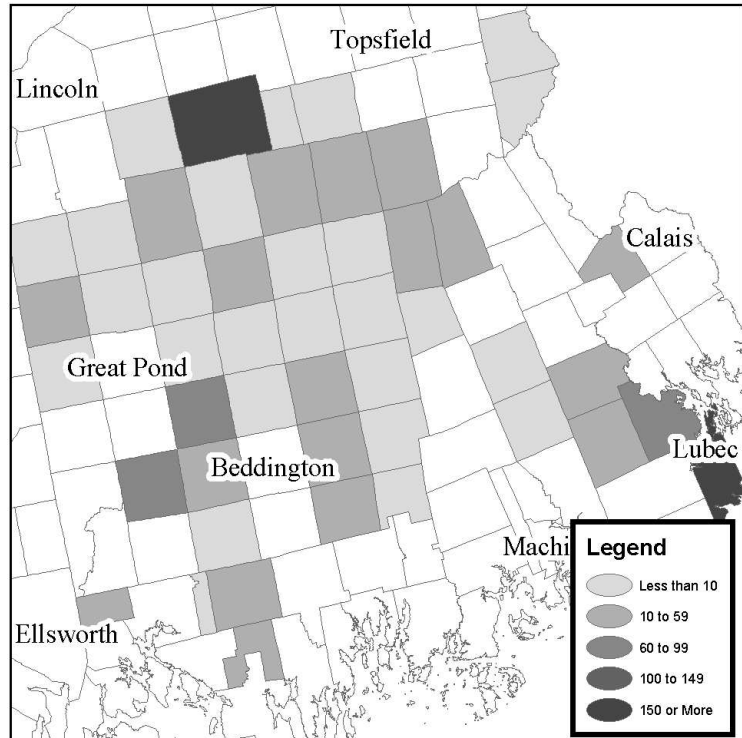 Topsfield
Lincoln
Calais
Great Pond
Lubec
Beddington
Machi
Ellsworth
Legend
Less than 10
10 to 59
60 to 99
100 to 149
150 or More